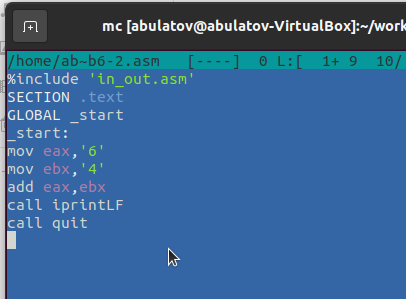 mc [abulatov@abulatov-VirtualBox]:~/work
/home/ab~b6-2.asm   [----]  0 L:[  1+ 9  10/
%include 'in_out.asm'
SECTION .text
GLOBAL _start
_start:
mov eax,'6'
mov ebx,'4'
add eax,ebx
call iprintLF
call quit